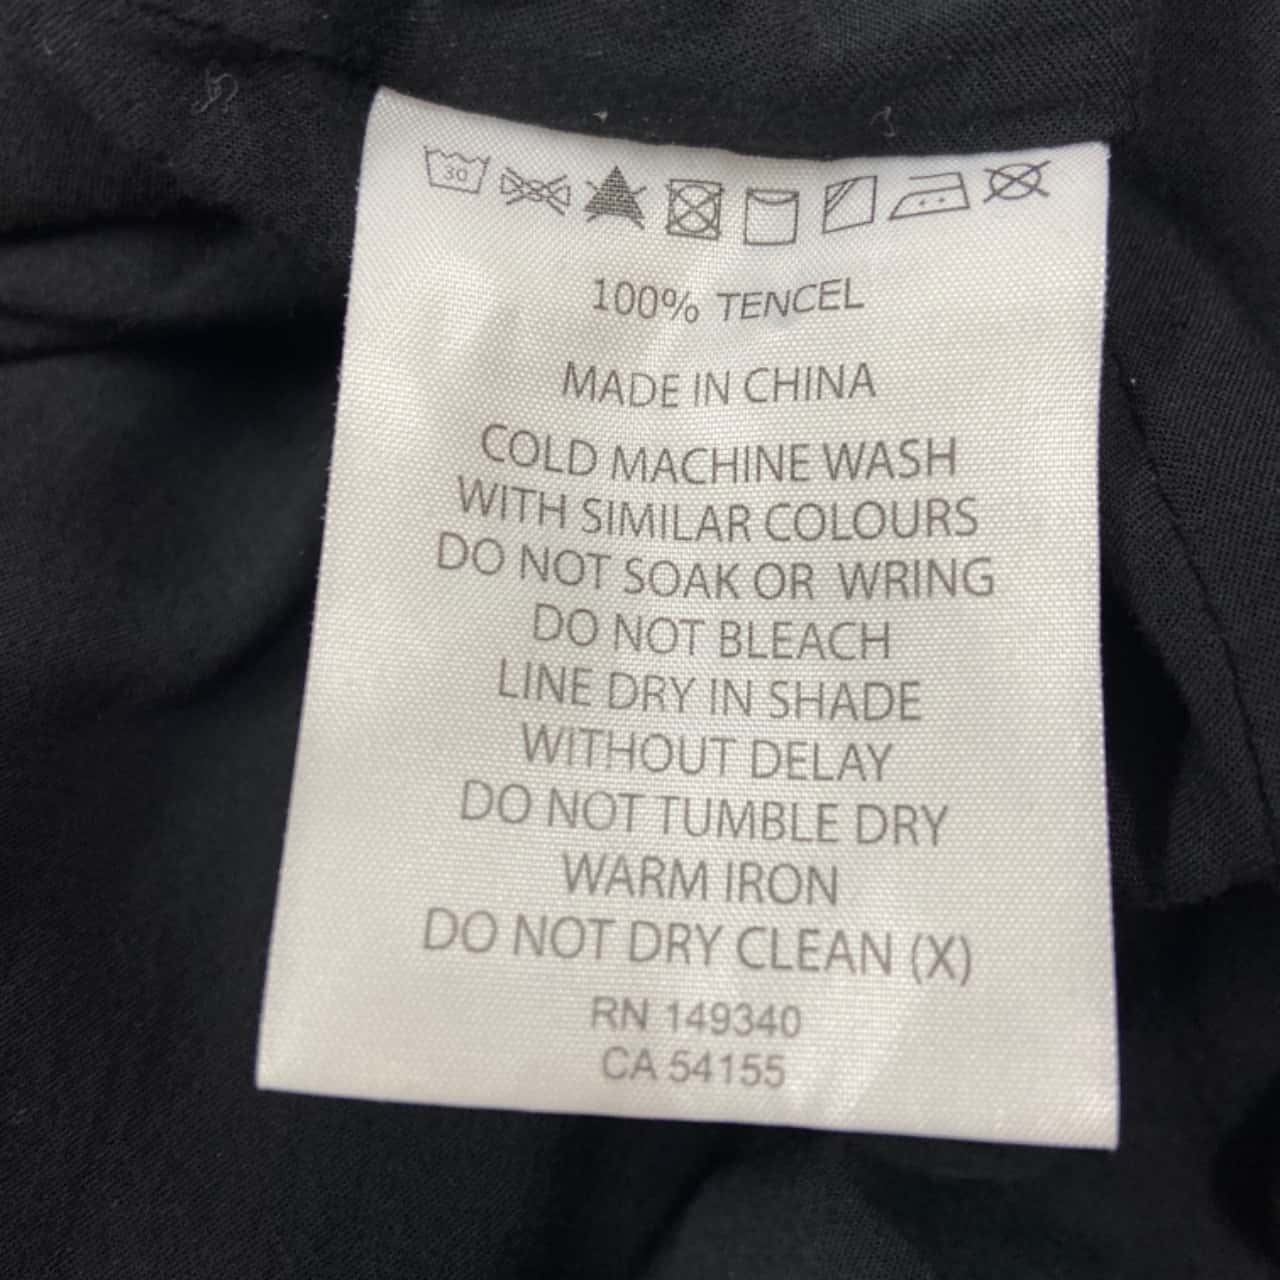 30
100% TENCEL
MADE IN CHINA
COLD MACHINE WASH
WITH SIMILAR COLOURS
DO NOT SOAK OR WRING
DO NOT BLEACH
LINE DRY IN SHADE
WITHOUT DELAY
DO NOT TUMBLE DRY
WARM IRON
DO NOT DRY CLEAN (X)
RN 149340
CA 54155